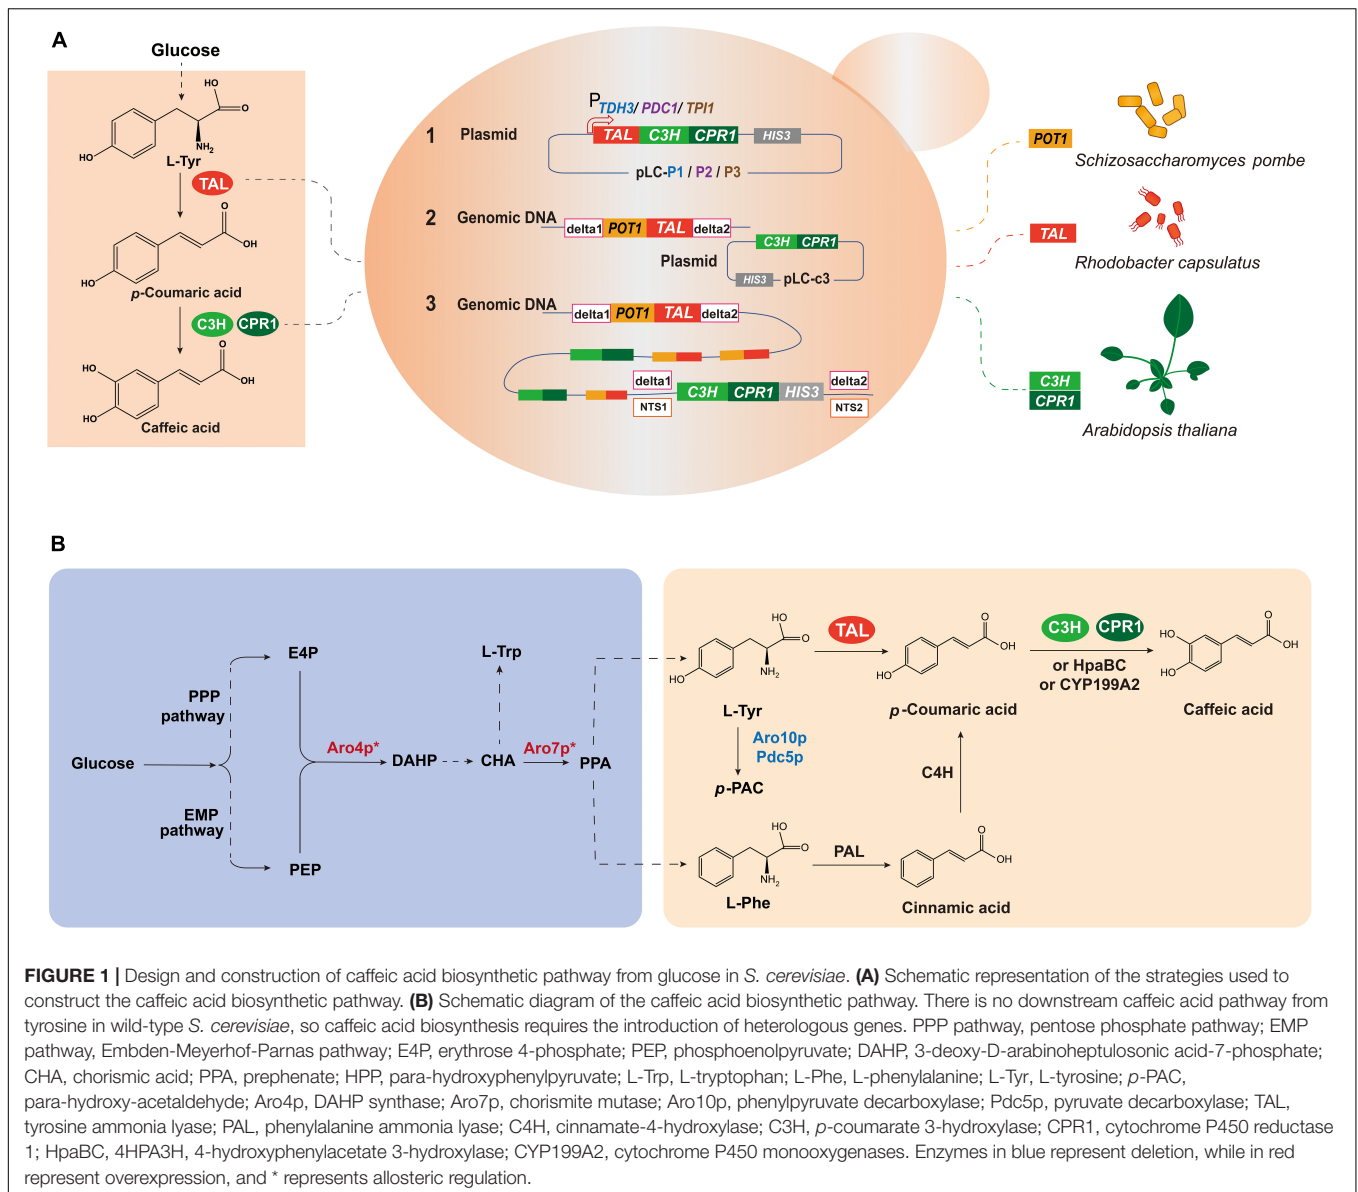 A
Glucose
HO
O
NH2
HO
L-Tyr
TAL
O
OH
HO
p-Coumaric acid
C3H CPR1
O
HO
OH
HO
Caffeic acid
PTDH3/ PDC1/ TPI1
1 Plasmid
TAL C3H CPR1 HIS3
pLC-P1 / P2 / P3
2 Genomic DNA
delta1 POT1 TAL delta2
C3H CPR1
Plasmid
HIS3 pLC-c3
3 Genomic DNA
delta1 POT1 TAL delta2
delta1 delta2
C3H CPR1 HIS3
NTS1 NTS2
POT1
Schizosaccharomyces pombe
TAL
Rhodobacter capsulatus
C3H
CPR1
Arabidopsis thaliana
B
E4P
PPP
pathway
Glucose
EMP
pathway
PEP
Aro4p*
DAHP
L-Trp
CHA
Aro7p*
PPA
HO
O
NH2
HO
L-Tyr
TAL
O
OH
HO
p-Coumaric acid
C3H CPR1
or HpaBC
or CYP199A2
O
HO
OH
HO
Caffeic acid
Aro10p
Pdc5p
p-PAC
C4H
HO
O
NH2
L-Phe
PAL
O
OH
Cinnamic acid
FIGURE 1 | Design and construction of caffeic acid biosynthetic pathway from glucose in S. cerevisiae. (A) Schematic representation of the strategies used to
construct the caffeic acid biosynthetic pathway. (B) Schematic diagram of the caffeic acid biosynthetic pathway. There is no downstream caffeic acid pathway from
tyrosine in wild-type S. cerevisiae, so caffeic acid biosynthesis requires the introduction of heterologous genes. PPP pathway, pentose phosphate pathway; EMP
pathway, Embden-Meyerhof-Parnas pathway; E4P, erythrose 4-phosphate; PEP, phosphoenolpyruvate; DAHP, 3-deoxy-D-arabinoheptulosonic acid-7-phosphate;
CHA, chorismic acid; PPA, prephenate; HPP, para-hydroxyphenylpyruvate; L-Trp, L-tryptophan; L-Phe, L-phenylalanine; L-Tyr, L-tyrosine; p-PAC,
para-hydroxy-acetaldehyde; Aro4p, DAHP synthase; Aro7p, chorismite mutase; Aro10p, phenylpyruvate decarboxylase; Pdc5p, pyruvate decarboxylase; TAL,
tyrosine ammonia lyase; PAL, phenylalanine ammonia lyase; C4H, cinnamate-4-hydroxylase; C3H, p-coumarate 3-hydroxylase; CPR1, cytochrome P450 reductase
1; HpaBC, 4HPA3H, 4-hydroxyphenylacetate 3-hydroxylase; CYP199A2, cytochrome P450 monooxygenases. Enzymes in blue represent deletion, while in red
represent overexpression, and * represents allosteric regulation.